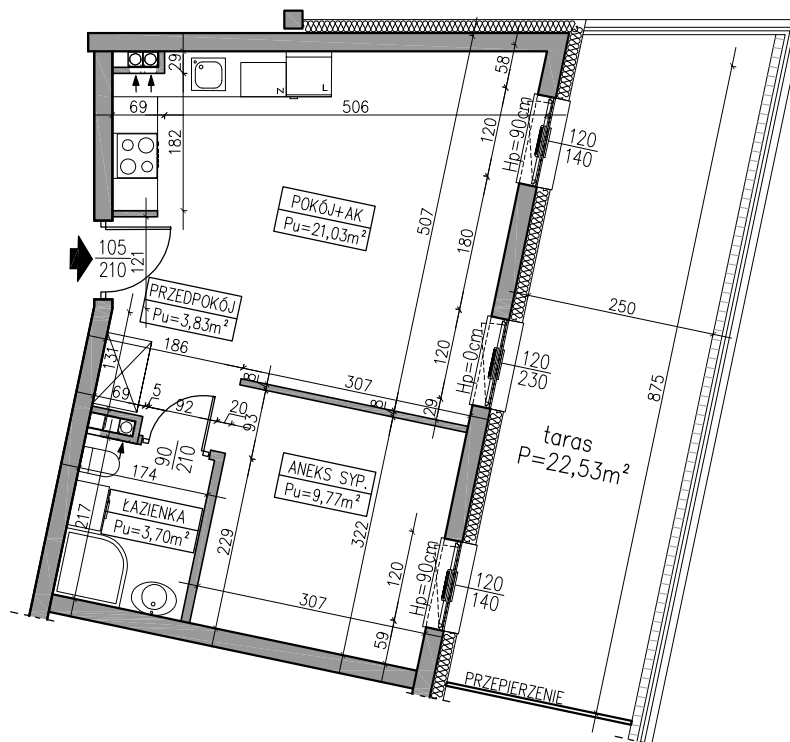 29
58
Z
L
69
506
120
Hp=90cm
120
140
182
POKÓJ+AK
Pu=21,03m²
507
180
105
210
121
PRZEDPOKÓJ
Pu=3,83m²
250
186
131
Hp=0cm
120
120
230
8
307
875
69
5
92
20
93
8
29
taras
P=22,53m²
90
210
174
ANEKS SYP.
Pu=9,77m²
ŁAZIENKA
Pu=3,70m²
217
229
322
Hp=90cm
120
120
140
307
59
PRZEPIERZENIE